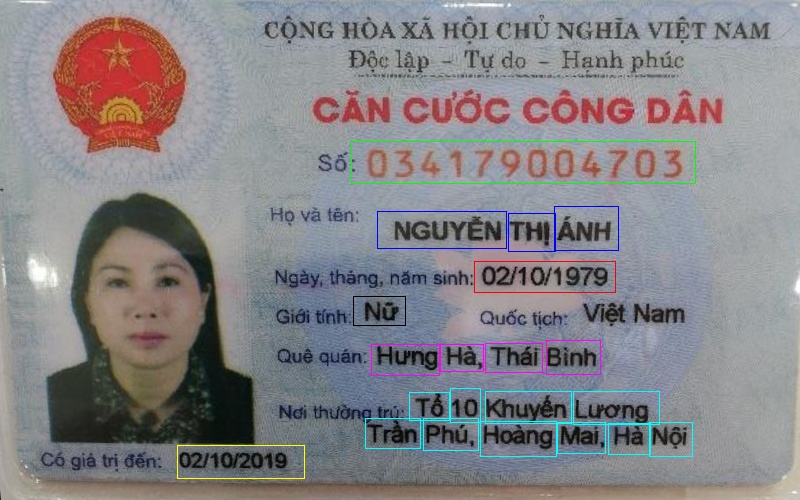 CỘNG HÒA XÃ HỘI CHỦ NGHĨA VIỆT NAM
Độc lập - Tự do - Hạnh phúc
CĂN CƯỚC CÔNG DÂN
Số: 034179004703
Họ và tên: NGUYỄN THỊ ÁNH
Ngày, tháng, năm sinh: 02/10/1979
Giới tính: Nữ Quốc tịch: Việt Nam
Quê quán: Hưng Hà, Thái Bình
Nơi thường trú: Tổ 10 Khuyến Lương
Trần Phú, Hoàng Mai, Hà Nội
Có giá trị đến: 02/10/2019